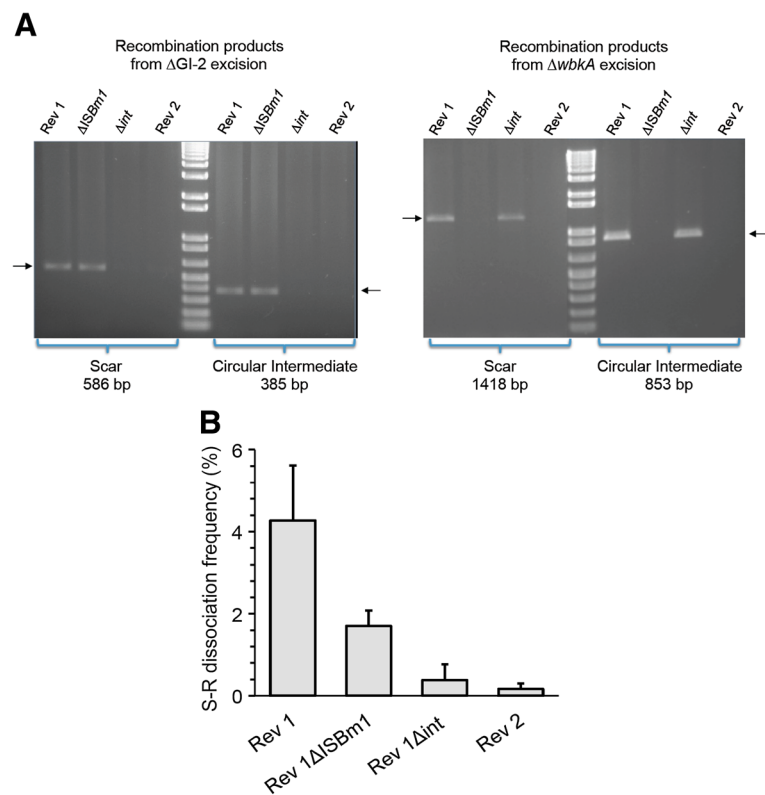 A
Recombination products
from ΔGI-2 excision
Recombination products
from ΔwbkA excision
Rev 1 ΔISBm1 Δint Rev 2 Rev 1 ΔISBm1 Δint Rev 2
Rev 1 ΔISBm1 Δint Rev 2 Rev 1 ΔISBm1 Δint Rev 2
Scar
586 bp
Circular Intermediate
385 bp
Scar
1418 bp
Circular Intermediate
853 bp
B
S-R dissociation frequency (%)
6
4
2
0
Rev 1
Rev 1ΔISBm1
Rev 1Δint
Rev 2